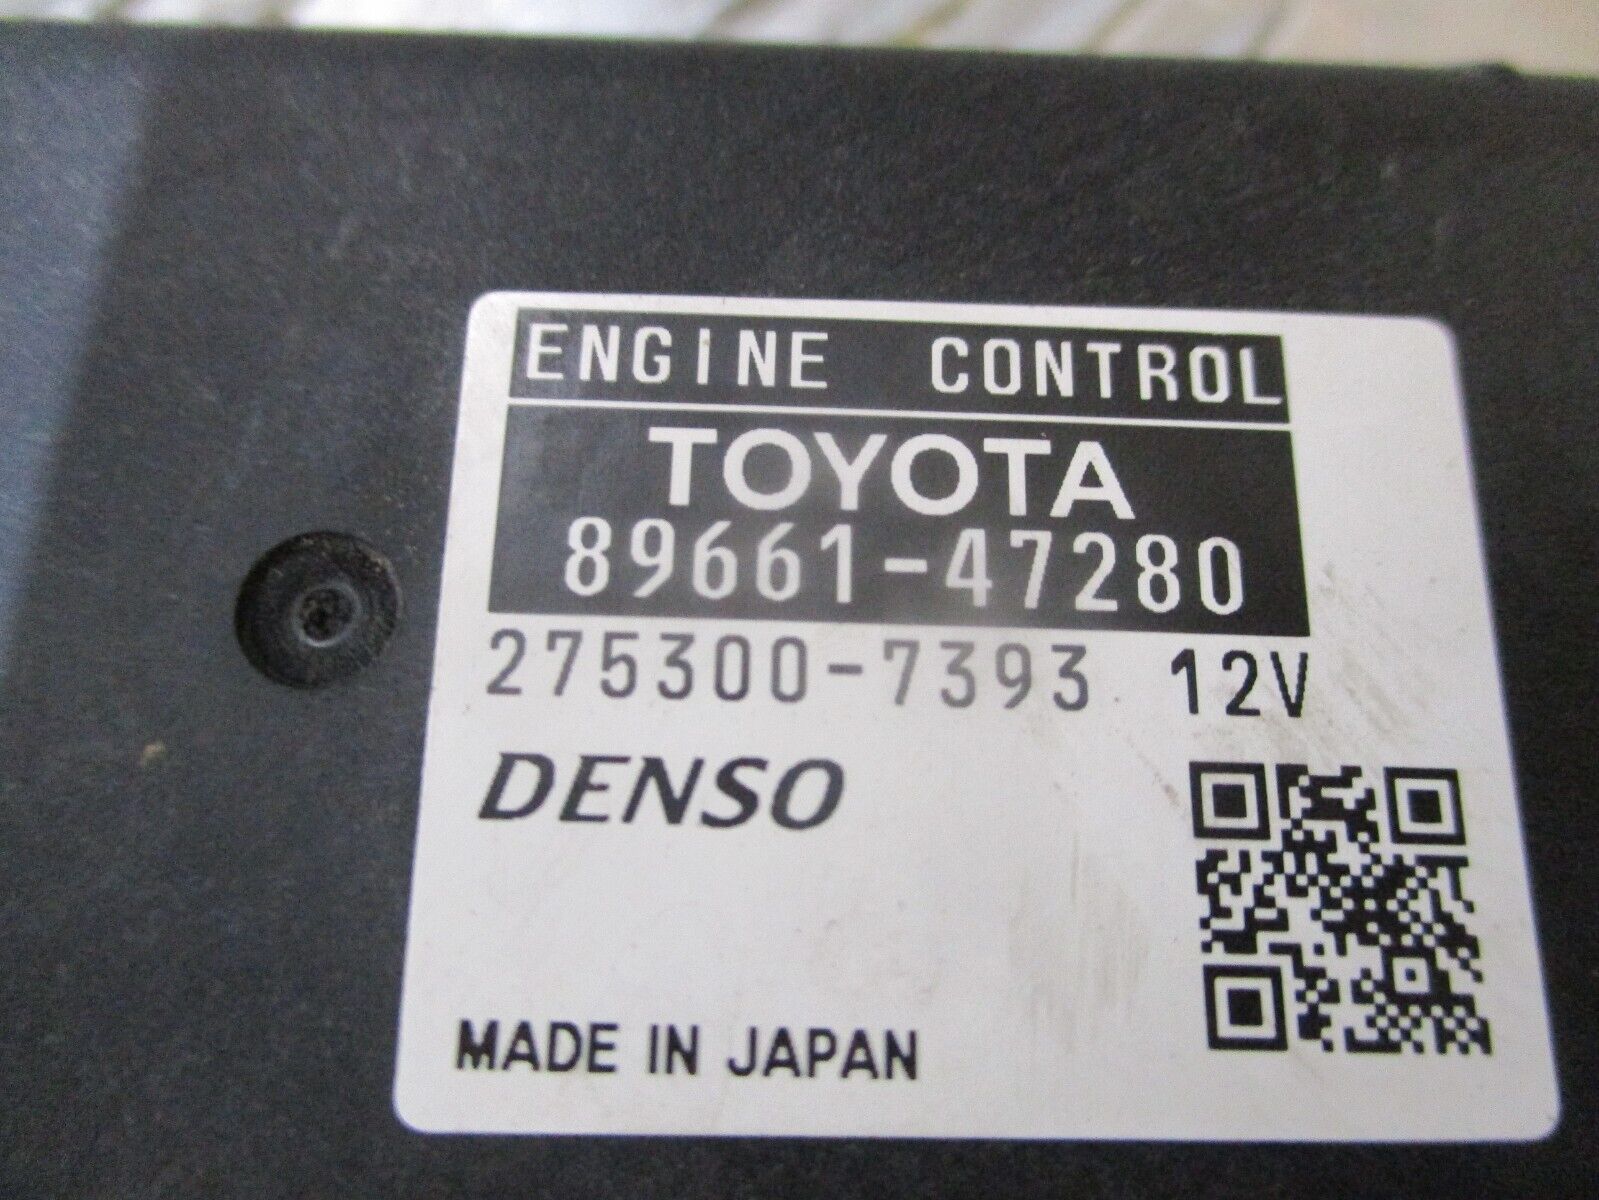 ENGINE CONTROL
TOYOTA
89661-47280
275300-7393 12V
DENSO
MADE IN JAPAN